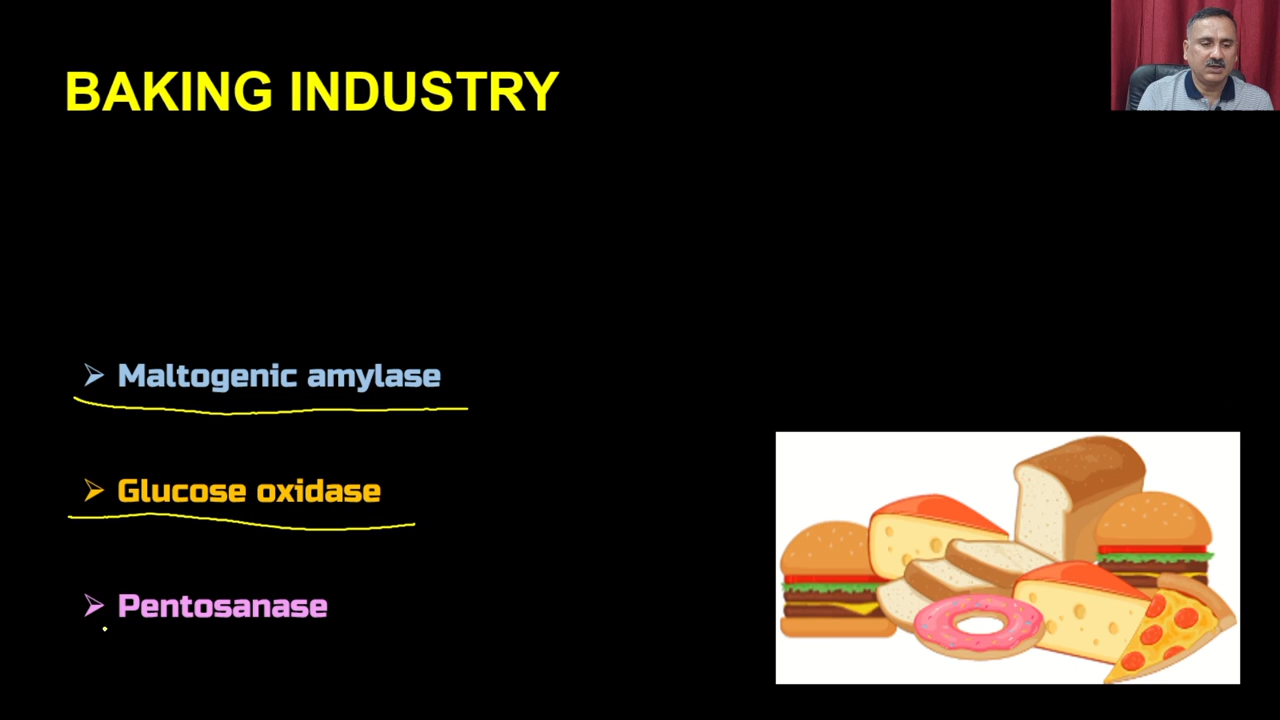 BAKING INDUSTRY
➢ Maltogenic amylase
➢ Glucose oxidase
➢ Pentosanase